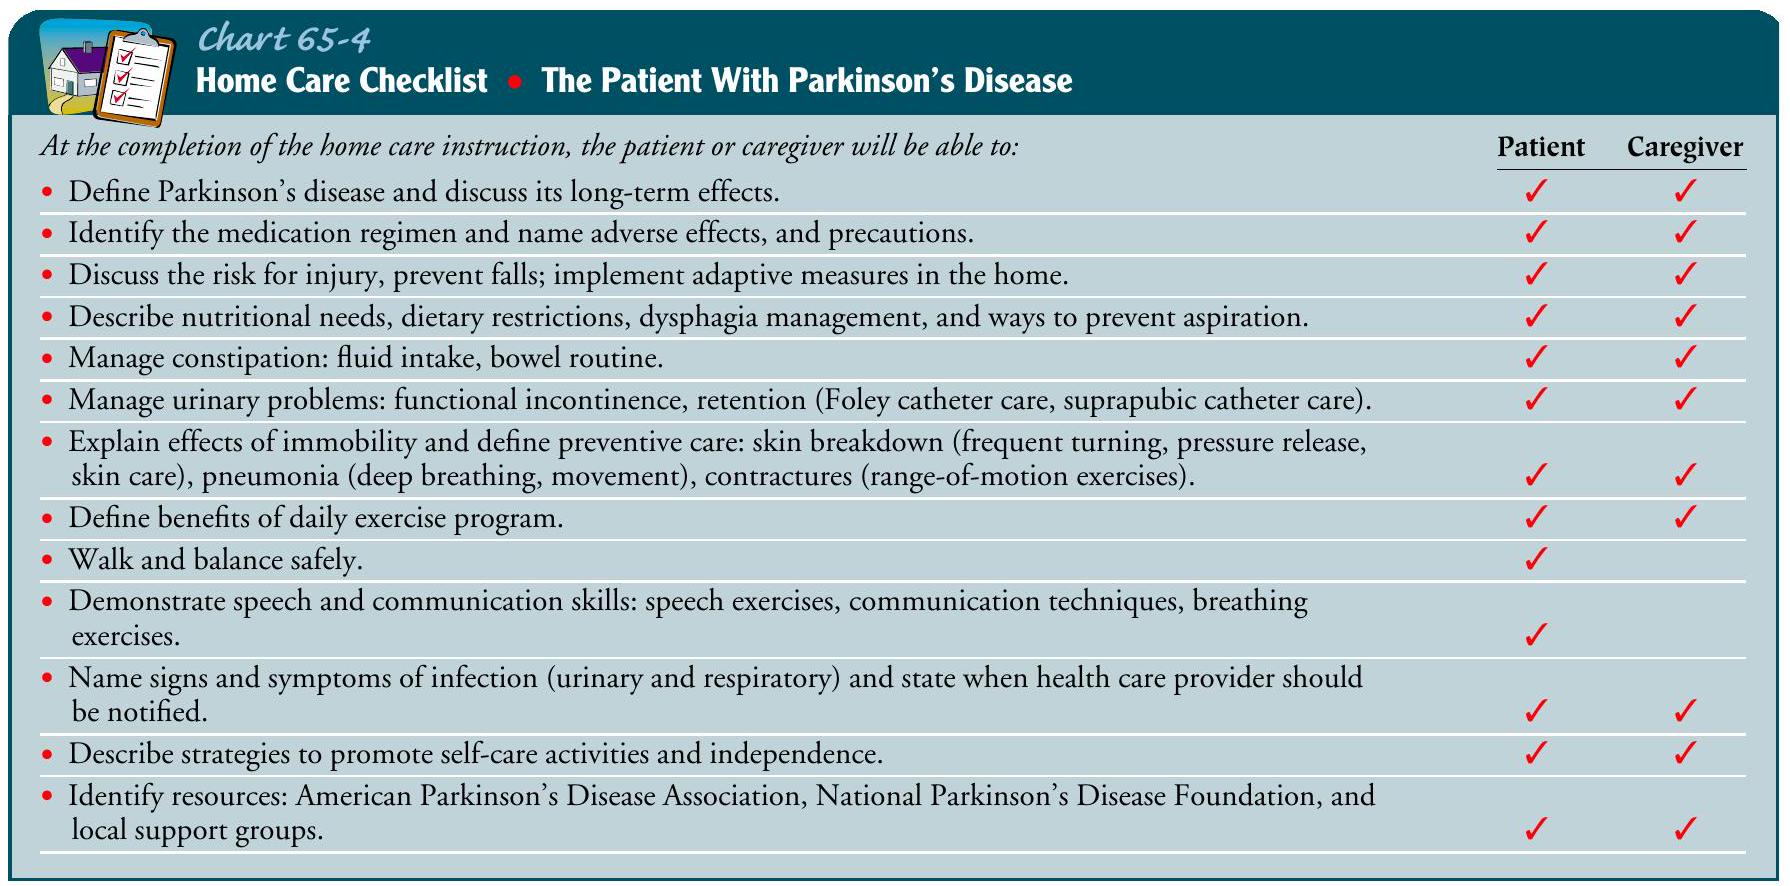 Chart 65-4
Home Care Checklist • The Patient With Parkinson's Disease
At the completion of the home care instruction, the patient or caregiver will be able to: Patient Caregiver
• Define Parkinson's disease and discuss its long-term effects. ✓ ✓
• Identify the medication regimen and name adverse effects, and precautions. ✓ ✓
• Discuss the risk for injury, prevent falls; implement adaptive measures in the home. ✓ ✓
• Describe nutritional needs, dietary restrictions, dysphagia management, and ways to prevent aspiration. ✓ ✓
• Manage constipation: fluid intake, bowel routine. ✓ ✓
• Manage urinary problems: functional incontinence, retention (Foley catheter care, suprapubic catheter care). ✓ ✓
• Explain effects of immobility and define preventive care: skin breakdown (frequent turning, pressure release,
skin care), pneumonia (deep breathing, movement), contractures (range-of-motion exercises). ✓ ✓
• Define benefits of daily exercise program. ✓ ✓
• Walk and balance safely. ✓
• Demonstrate speech and communication skills: speech exercises, communication techniques, breathing
exercises. ✓
• Name signs and symptoms of infection (urinary and respiratory) and state when health care provider should
be notified. ✓ ✓
• Describe strategies to promote self-care activities and independence. ✓ ✓
• Identify resources: American Parkinson's Disease Association, National Parkinson's Disease Foundation, and
local support groups. ✓ ✓